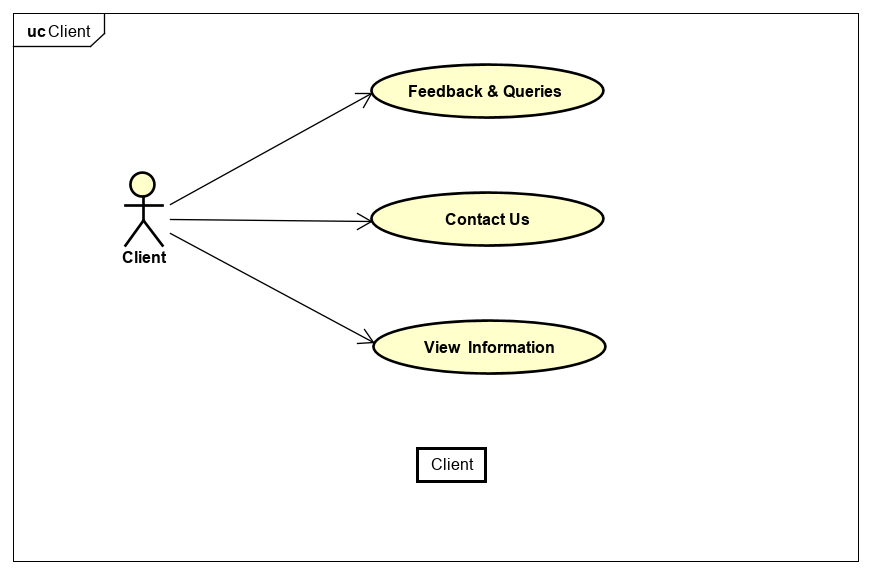 uc Client
Feedback & Queries
Contact Us
Client
View Information
Client